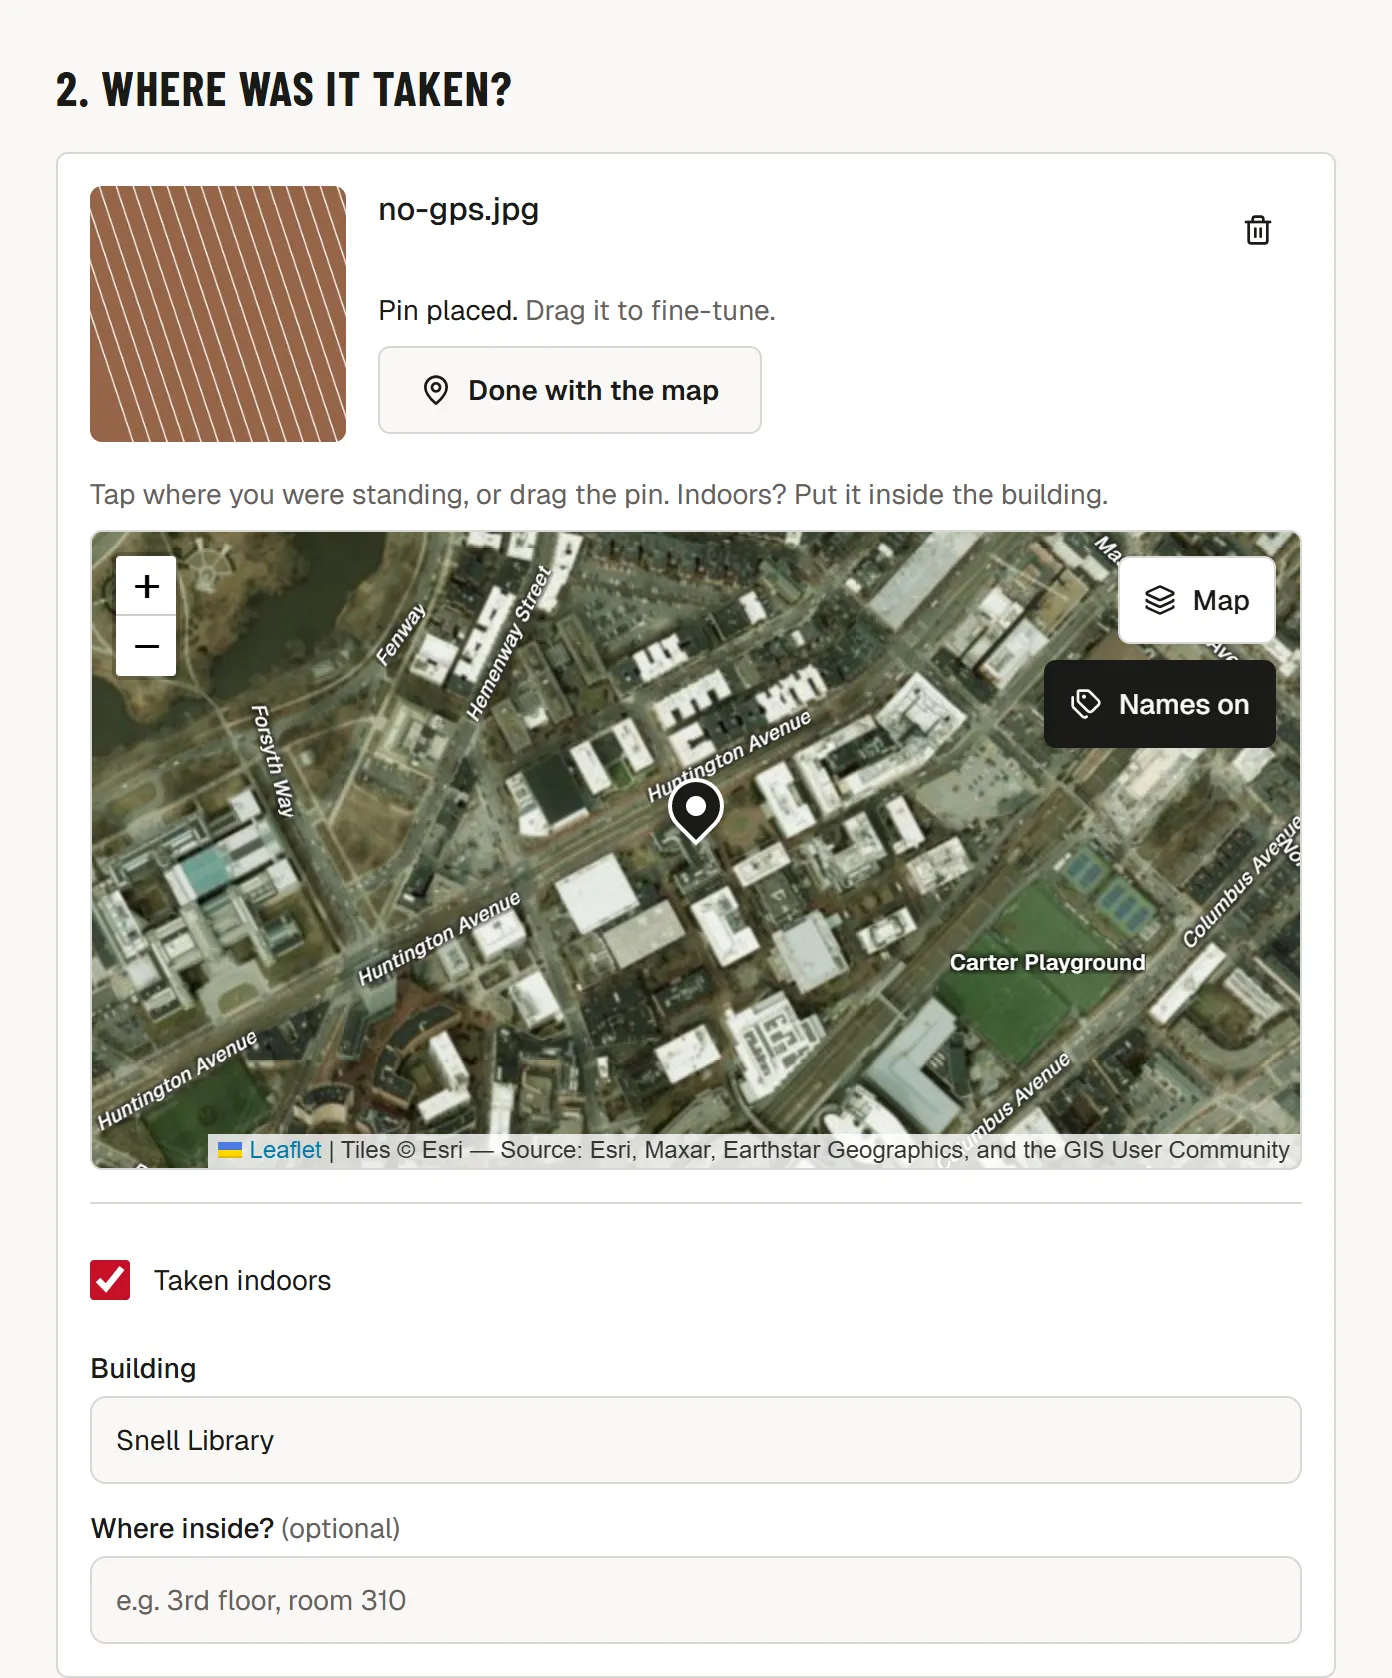 2. WHERE WAS IT TAKEN?
no-gps.jpg
Pin placed. Drag it to fine-tune.
Done with the map
Tap where you were standing, or drag the pin. Indoors? Put it inside the building.
+
−
Map
Names on
Fenway
Hemenway Street
Forsyth Way
Huntington Avenue
Huntington Avenue
Huntington Avenue
Columbus Avenue
Carter Playground
Leaflet | Tiles © Esri — Source: Esri, Maxar, Earthstar Geographics, and the GIS User Community
Taken indoors
Building
Snell Library
Where inside? (optional)
e.g. 3rd floor, room 310